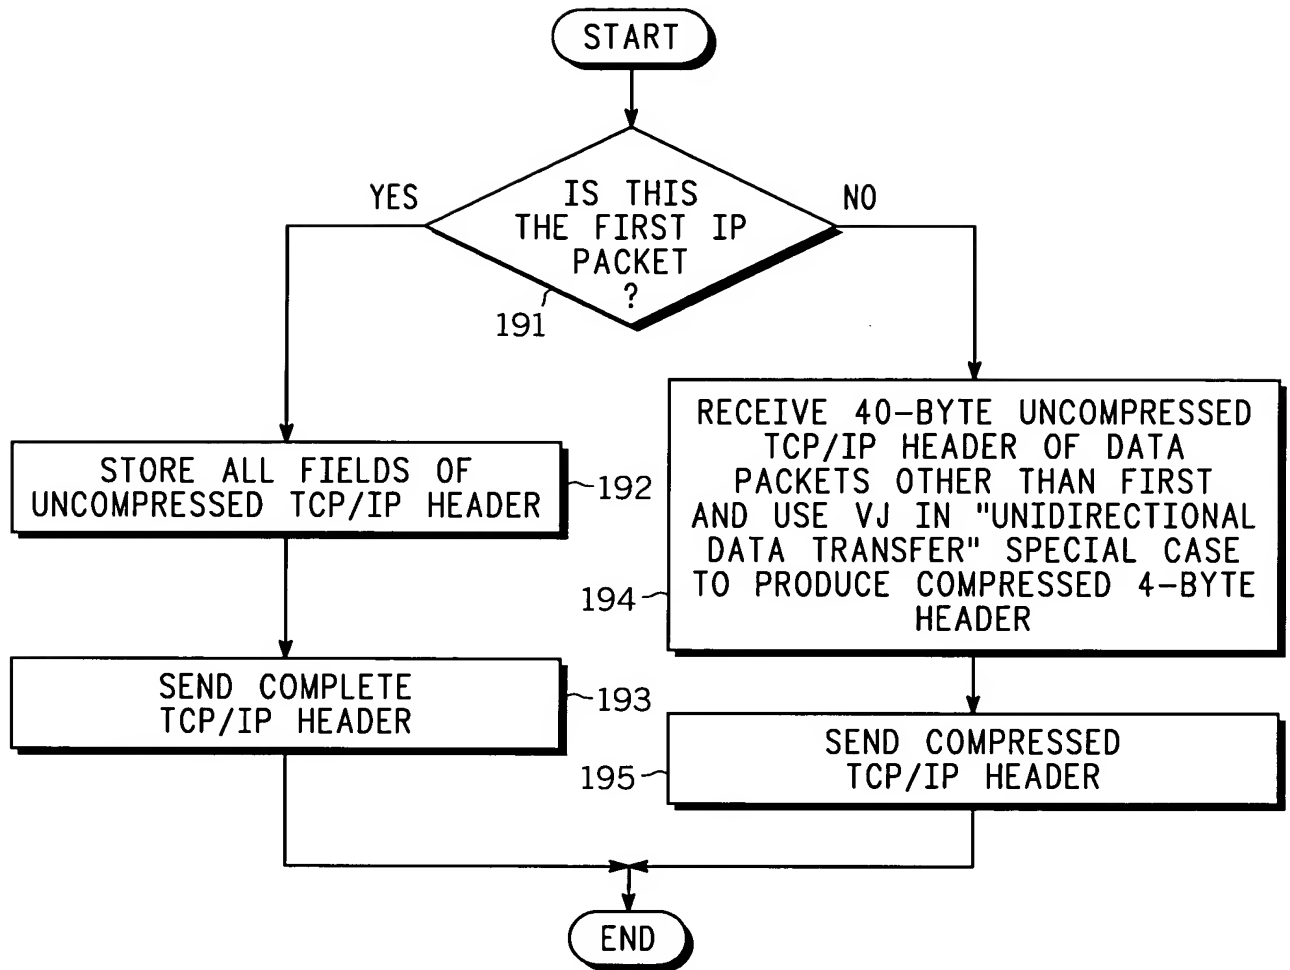 START
YES
NO
IS THIS
THE FIRST IP
PACKET
?
191
STORE ALL FIELDS OF
UNCOMPRESSED TCP/IP HEADER
192
SEND COMPLETE
TCP/IP HEADER
193
RECEIVE 40-BYTE UNCOMPRESSED
TCP/IP HEADER OF DATA
PACKETS OTHER THAN FIRST
AND USE VJ IN "UNIDIRECTIONAL
DATA TRANSFER" SPECIAL CASE
TO PRODUCE COMPRESSED 4-BYTE
HEADER
194
SEND COMPRESSED
TCP/IP HEADER
195
END